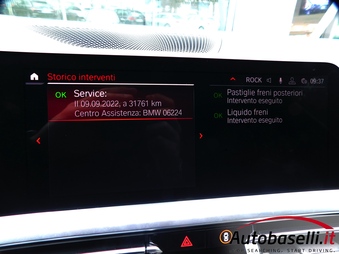 Storico interventi
ROCK
08:37
OK Service:
Il 09.09.2022, a 31761 km
Centro Assistenza: BMW 06224
OK Pastiglie freni posteriori
Intervento eseguito
OK Liquido freni
Intervento eseguito
Autobaselli.it